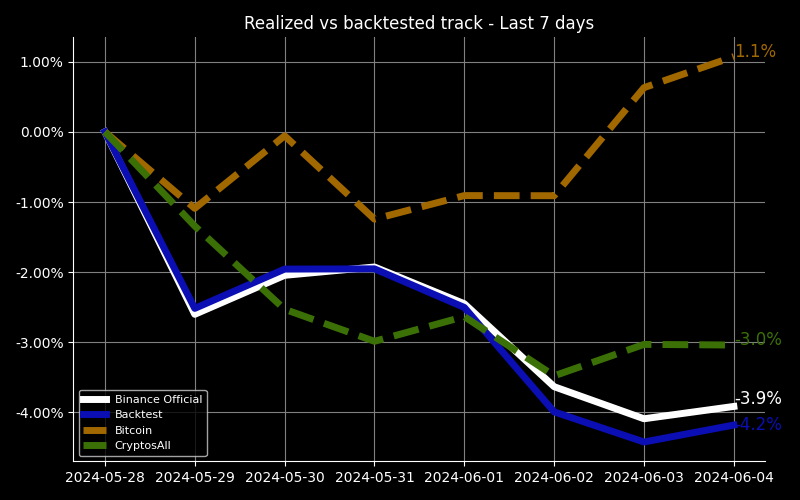 Realized vs backtested track - Last 7 days
1.00%
0.00%
-1.00%
-2.00%
-3.00%
-4.00%
1.1%
-3.0%
-3.9%
-4.2%
Binance Official
Backtest
Bitcoin
CryptosAll
2024-05-28 2024-05-29 2024-05-30 2024-05-31 2024-06-01 2024-06-02 2024-06-03 2024-06-04